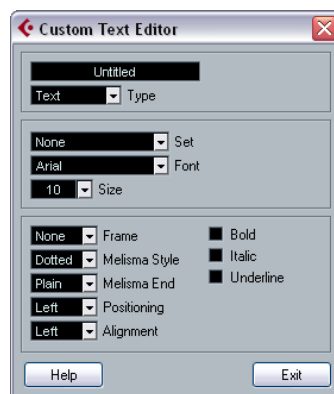 Custom Text Editor
Untitled
Text Type
None Set
Arial Font
10 Size
None Frame Bold
Dotted Melisma Style Italic
Plain Melisma End Underline
Left Positioning
Left Alignment
Help Exit